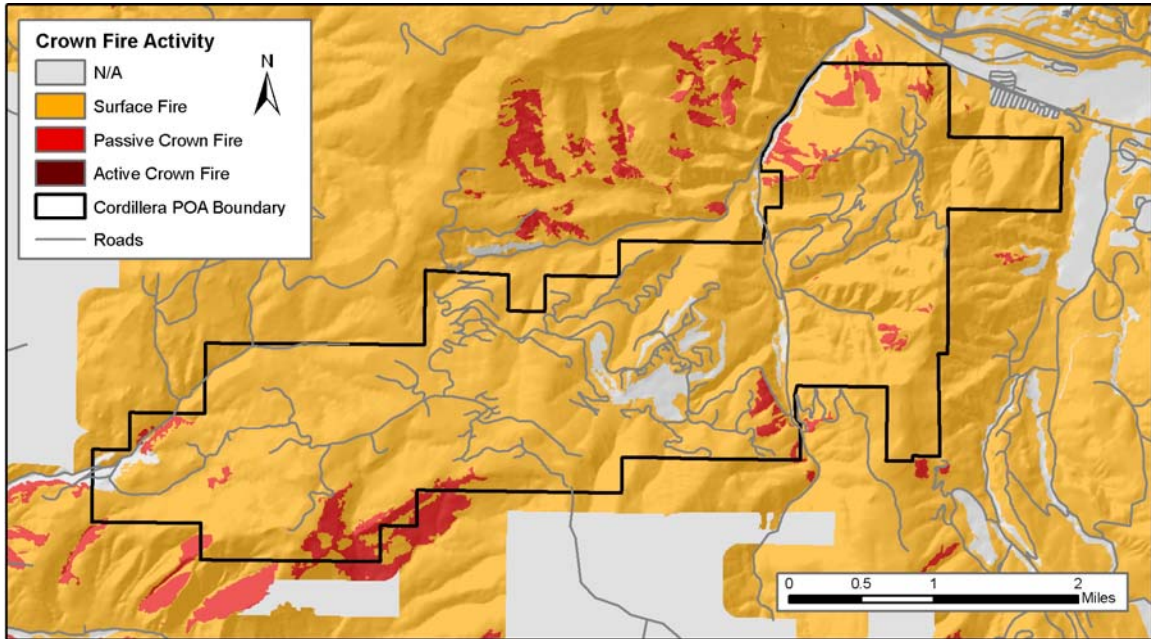 Crown Fire Activity
N
N/A
Surface Fire
Passive Crown Fire
Active Crown Fire
Cordillera POA Boundary
Roads
0 0.5 1 2
Miles